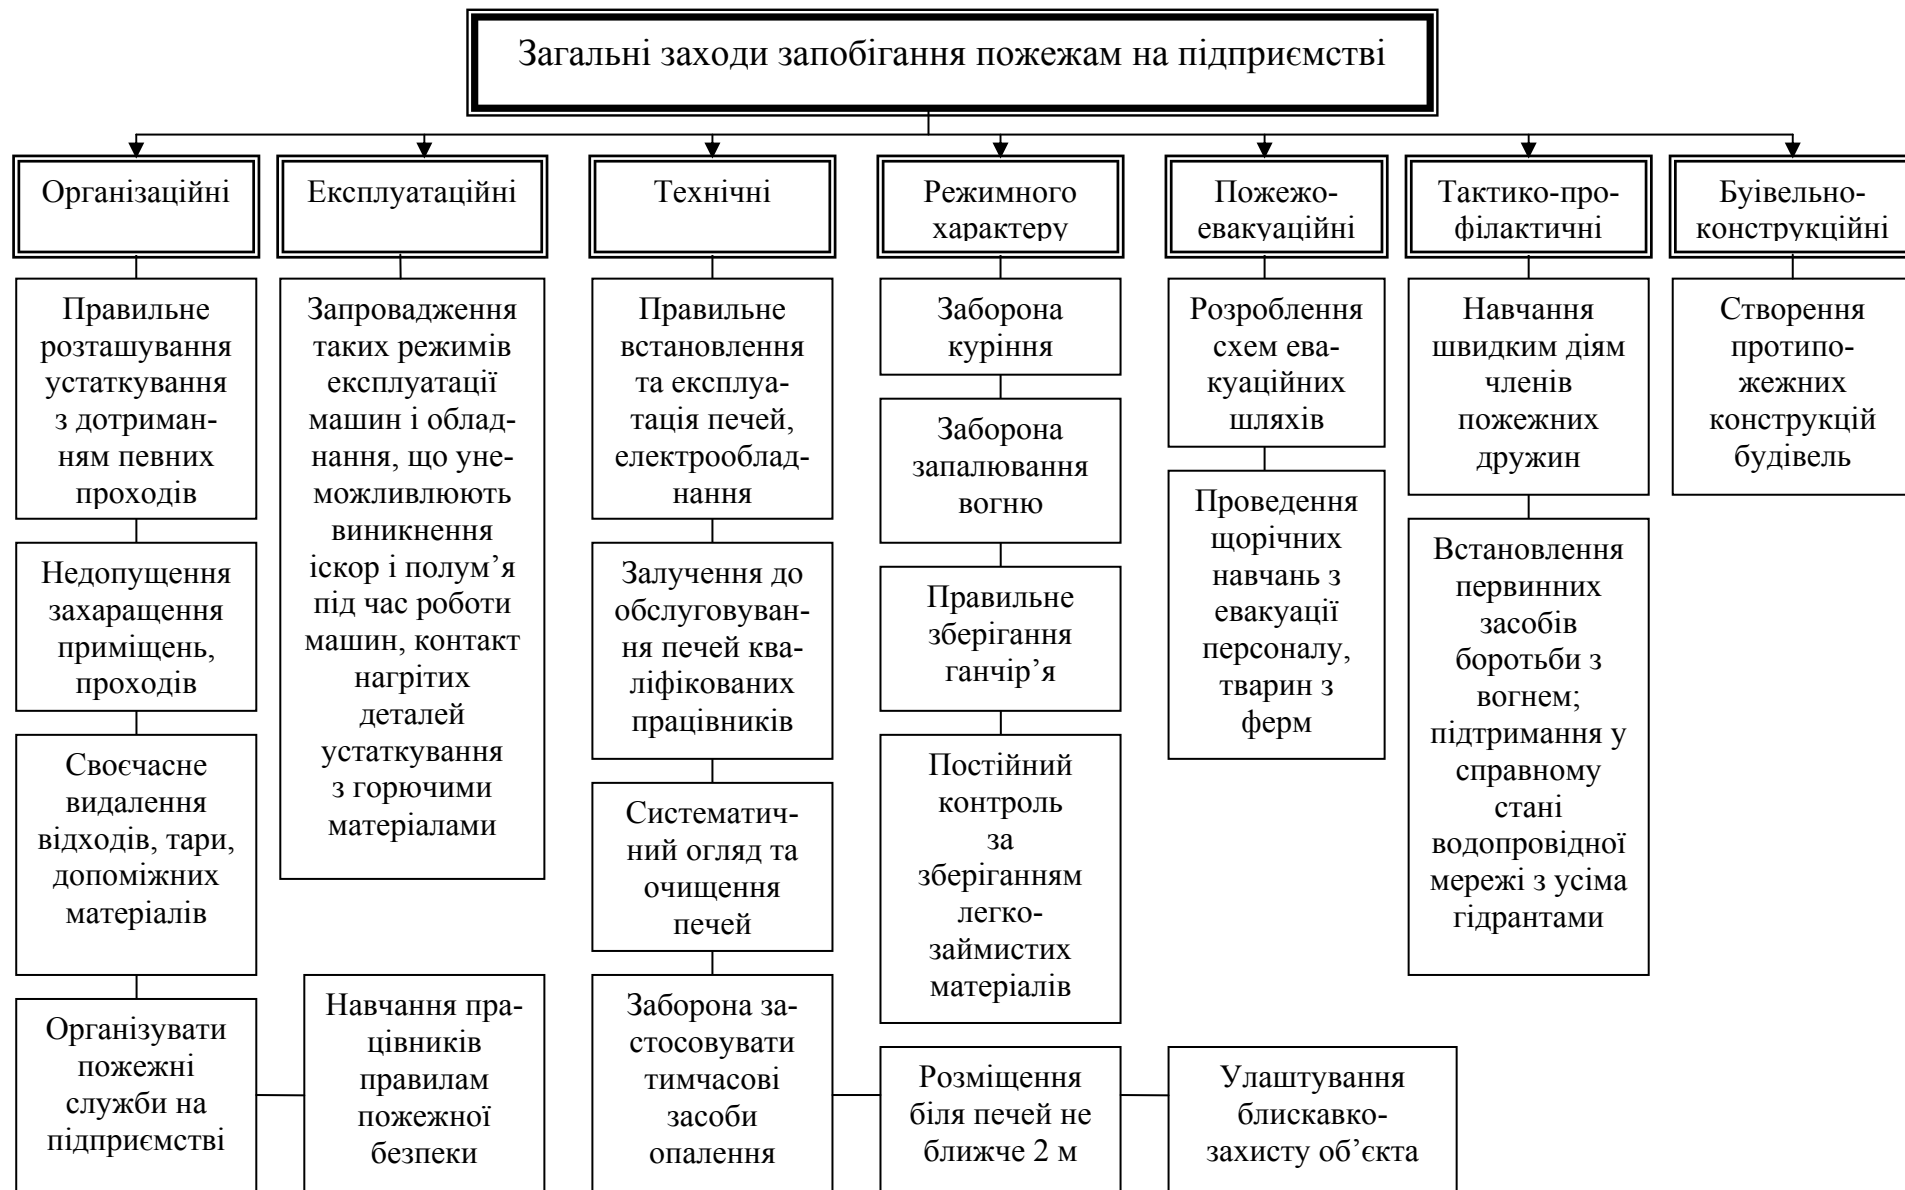 Загальні заходи запобігання пожежам на підприємстві
Організаційні
Експлуатаційні
Технічні
Режимного
характеру
Пожежо-
евакуаційні
Тактико-про-
філактичні
Буівельно-
конструкційні
Правильне
розташування
устаткування
з дотриман-
ням певних
проходів
Недопущення
захаращення
приміщень,
проходів
Своєчасне
видалення
відходів, тари,
допоміжних
матеріалів
Організувати
пожежні
служби на
підприємстві
Навчання пра-
цівників
правилам
пожежної
безпеки
Запровадження
таких режимів
експлуатації
машин і облад-
нання, що уне-
можливлюють
виникнення
іскор і полум’я
під час роботи
машин, контакт
нагрітих
деталей
устаткування
з горючими
матеріалами
Правильне
встановлення
та експлуа-
тація печей,
електрооблад-
нання
Залучення до
обслуговуван-
ня печей ква-
ліфікованих
працівників
Систематич-
ний огляд та
очищення
печей
Заборона за-
стосовувати
тимчасові
засоби
опалення
Розміщення
біля печей не
ближче 2 м
Улаштування
блискавко-
захисту об’єкта
Заборона
куріння
Заборона
запалювання
вогню
Правильне
зберігання
ганчір’я
Постійний
контроль
за
зберіганням
легко-
займистих
матеріалів
Розроблення
схем ева-
куаційних
шляхів
Проведення
щорічних
навчань з
евакуації
персоналу,
тварин з
ферм
Навчання
швидким діям
членів
пожежних
дружин
Встановлення
первинних
засобів
боротьби з
вогнем;
підтримання у
справному
стані
водопровідної
мережі з усіма
гідрантами
Створення
протипо-
жежних
конструкцій
будівель